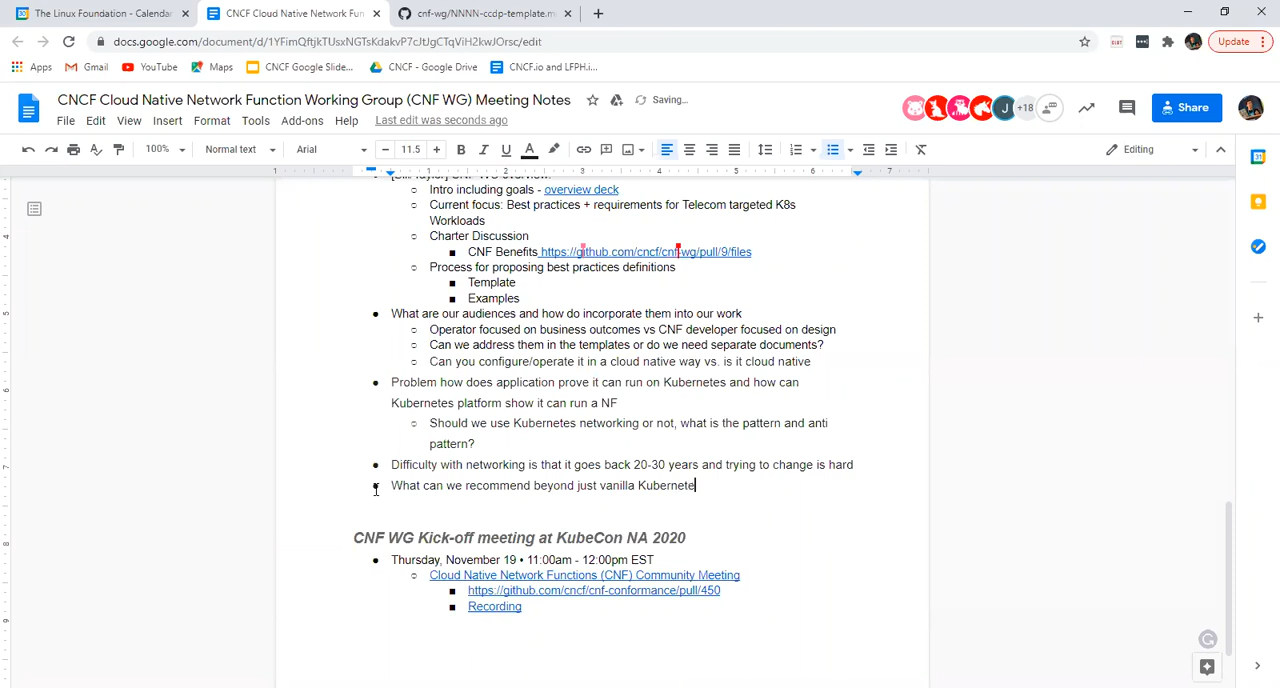 The Linux Foundation - Calenda
CNCF Cloud Native Network Fun
cnf-wg/NNNN-ccdp-template.m
docs.google.com/document/d/1YFimQftjkTUsxNGTsKdakvP7cJtJgCTqViH2kwJOrsc/edit
Update
Apps
Gmail
YouTube
Maps
CNCF Google Slide...
CNCF - Google Drive
CNCF.io and LFPH.i...
CNCF Cloud Native Network Function Working Group (CNF WG) Meeting Notes
Saving...
File Edit View Insert Format Tools Add-ons Help Last edit was seconds ago
J +18
Share
100% Normal text Arial 11.5 B I U A Editing
1 1 2 3 4 5 6 7
Intro including goals - overview deck
Current focus: Best practices + requirements for Telecom targeted K8s
Workloads
Charter Discussion
CNF Benefits https://github.com/cncf/cnf-wg/pull/9/files
Process for proposing best practices definitions
Template
Examples
What are our audiences and how do incorporate them into our work
Operator focused on business outcomes vs CNF developer focused on design
Can we address them in the templates or do we need separate documents?
Can you configure/operate it in a cloud native way vs. is it cloud native
Problem how does application prove it can run on Kubernetes and how can
Kubernetes platform show it can run a NF
Should we use Kubernetes networking or not, what is the pattern and anti
pattern?
Difficulty with networking is that it goes back 20-30 years and trying to change is hard
What can we recommend beyond just vanilla Kubernete
CNF WG Kick-off meeting at KubeCon NA 2020
Thursday, November 19 • 11:00am - 12:00pm EST
Cloud Native Network Functions (CNF) Community Meeting
https://github.com/cncf/cnf-conformance/pull/450
Recording